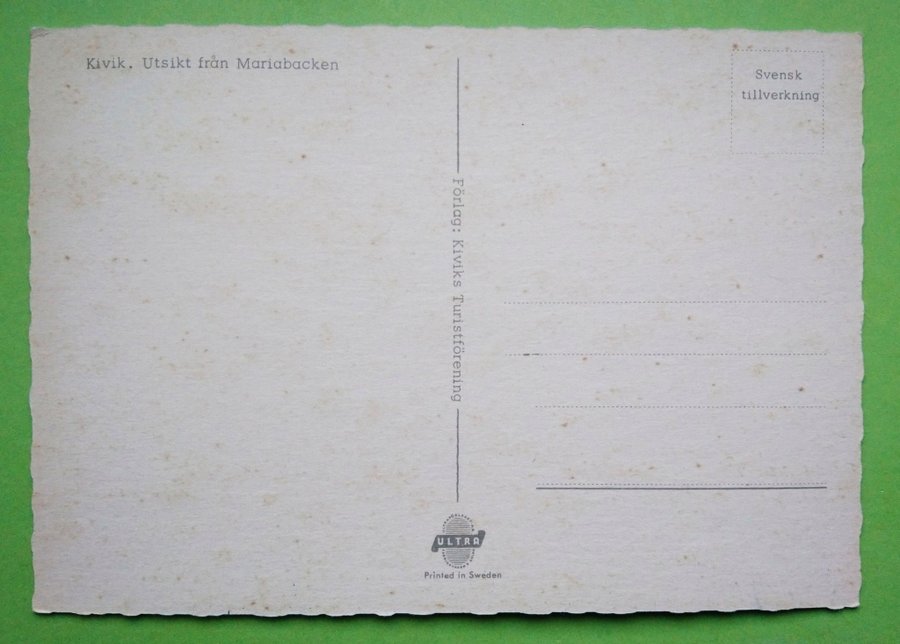 Kivik. Utsikt från Mariabacken
Svensk
tillverkning
Förlag: Kiviks Turistförening
ULTRA
Printed in Sweden